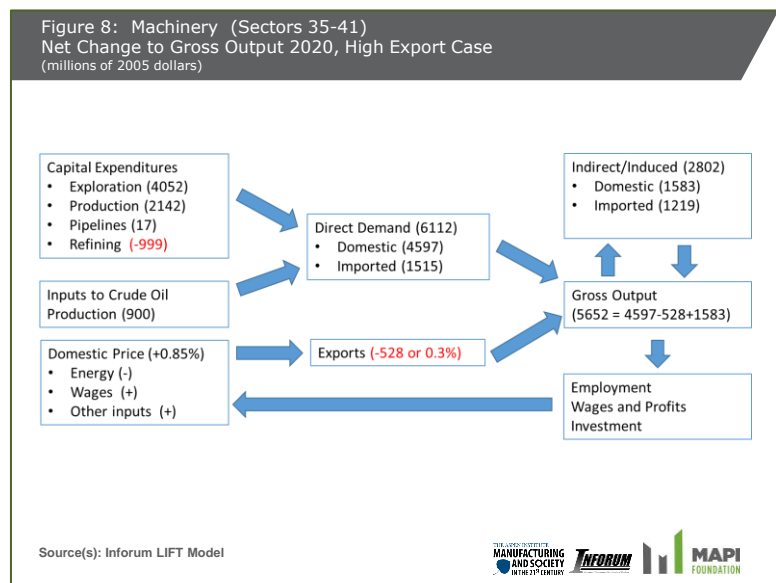 Figure 8: Machinery (Sectors 35-41)
Net Change to Gross Output 2020, High Export Case
(millions of 2005 dollars)
Capital Expenditures
• Exploration (4052)
• Production (2142)
• Pipelines (17)
• Refining (-999)
Inputs to Crude Oil
Production (900)
Domestic Price (+0.85%)
• Energy (-)
• Wages (+)
• Other inputs (+)
Direct Demand (6112)
• Domestic (4597)
• Imported (1515)
Exports (-528 or 0.3%)
Indirect/Induced (2802)
• Domestic (1583)
• Imported (1219)
Gross Output
(5652 = 4597-528+1583)
Employment
Wages and Profits
Investment
Source(s): Inforum LIFT Model
THE ASPEN INSTITUTE
MANUFACTURING
AND SOCIETY
IN THE 21ST CENTURY
INFORUM
MAPI
FOUNDATION